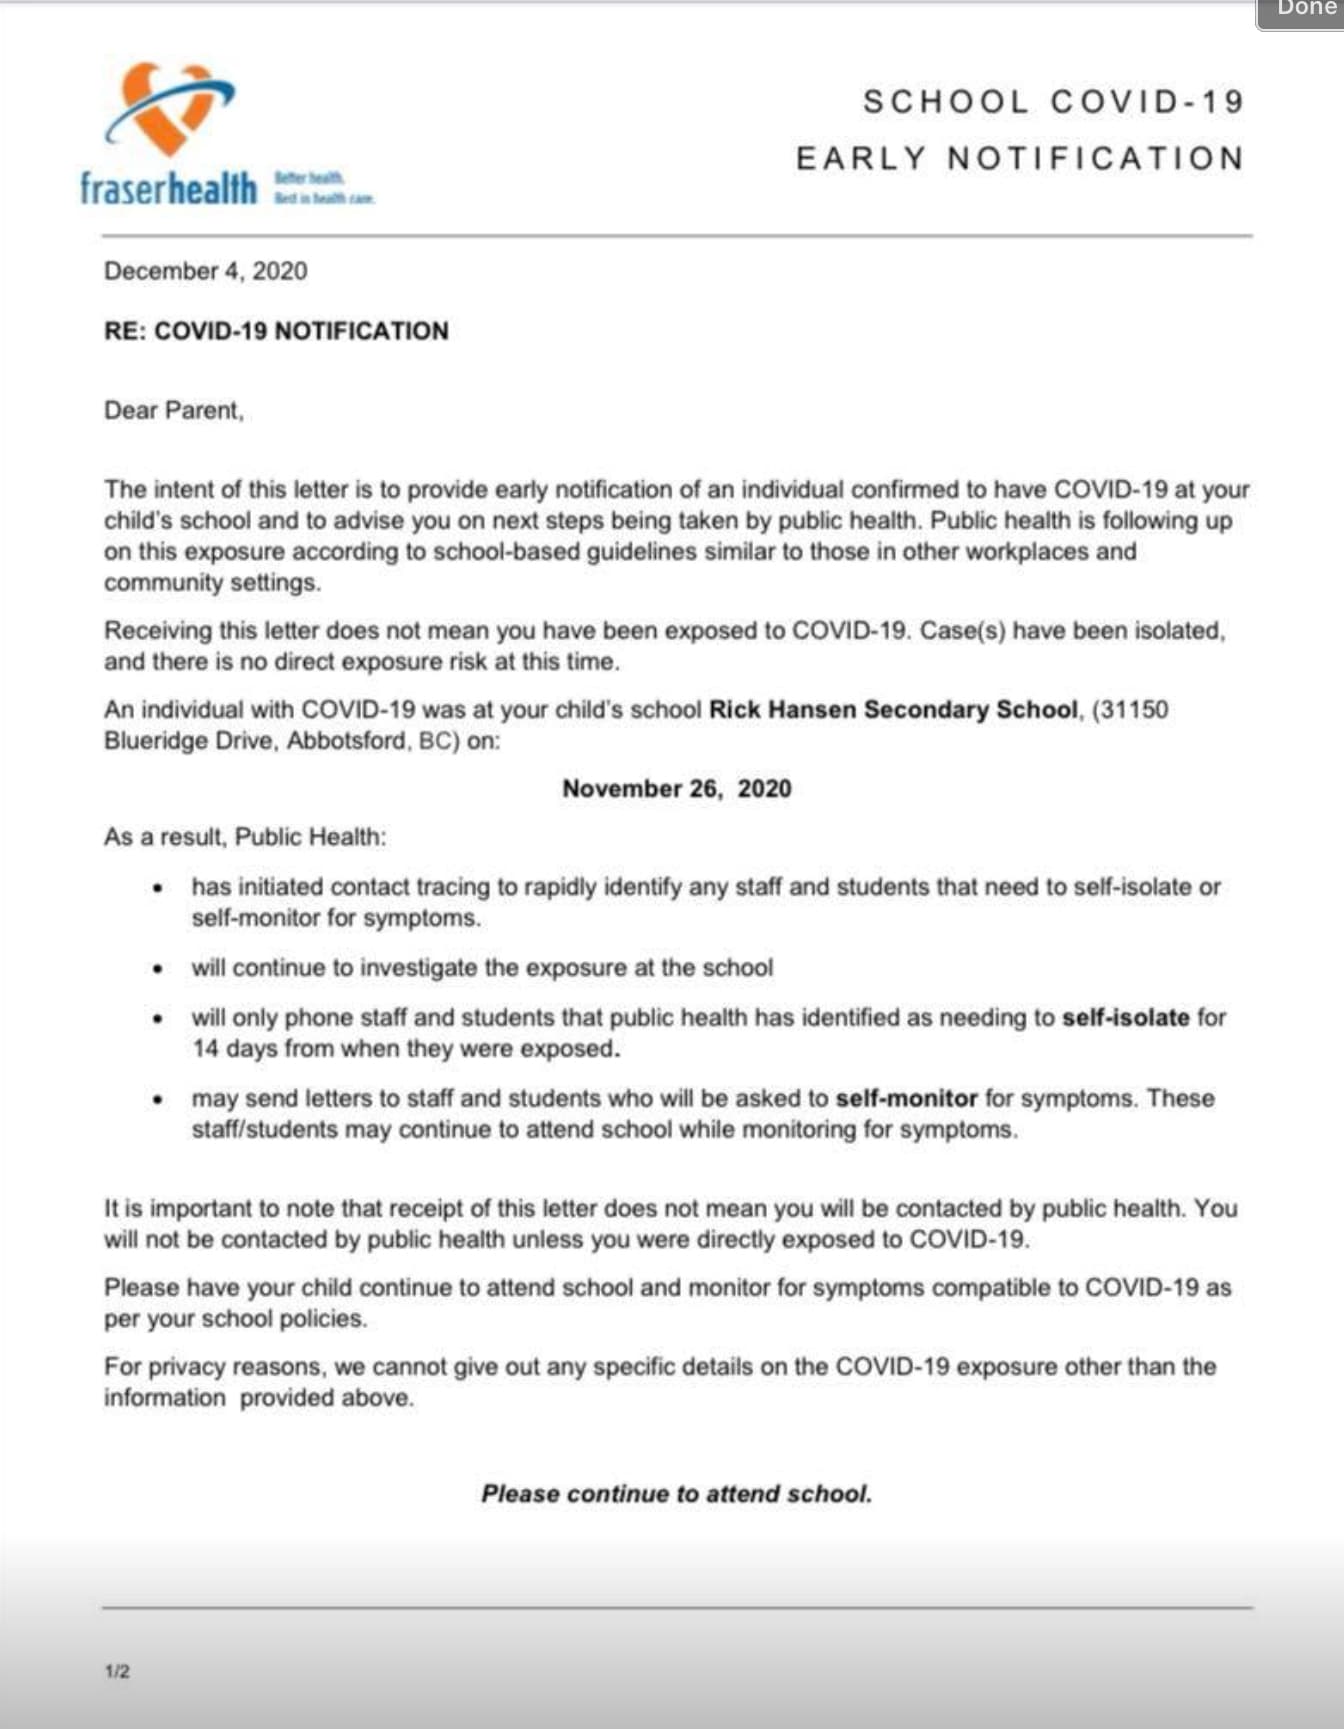 Done
SCHOOL COVID-19
EARLY NOTIFICATION
fraserhealth
Better health.
Best in health care.
December 4, 2020
RE: COVID-19 NOTIFICATION
Dear Parent,
The intent of this letter is to provide early notification of an individual confirmed to have COVID-19 at your
child's school and to advise you on next steps being taken by public health. Public health is following up
on this exposure according to school-based guidelines similar to those in other workplaces and
community settings.
Receiving this letter does not mean you have been exposed to COVID-19. Case(s) have been isolated,
and there is no direct exposure risk at this time.
An individual with COVID-19 was at your child's school Rick Hansen Secondary School, (31150
Blueridge Drive, Abbotsford, BC) on:
November 26, 2020
As a result, Public Health:
• has initiated contact tracing to rapidly identify any staff and students that need to self-isolate or
self-monitor for symptoms.
• will continue to investigate the exposure at the school
• will only phone staff and students that public health has identified as needing to self-isolate for
14 days from when they were exposed.
• may send letters to staff and students who will be asked to self-monitor for symptoms. These
staff/students may continue to attend school while monitoring for symptoms.
It is important to note that receipt of this letter does not mean you will be contacted by public health. You
will not be contacted by public health unless you were directly exposed to COVID-19.
Please have your child continue to attend school and monitor for symptoms compatible to COVID-19 as
per your school policies.
For privacy reasons, we cannot give out any specific details on the COVID-19 exposure other than the
information provided above.
Please continue to attend school.
1/2